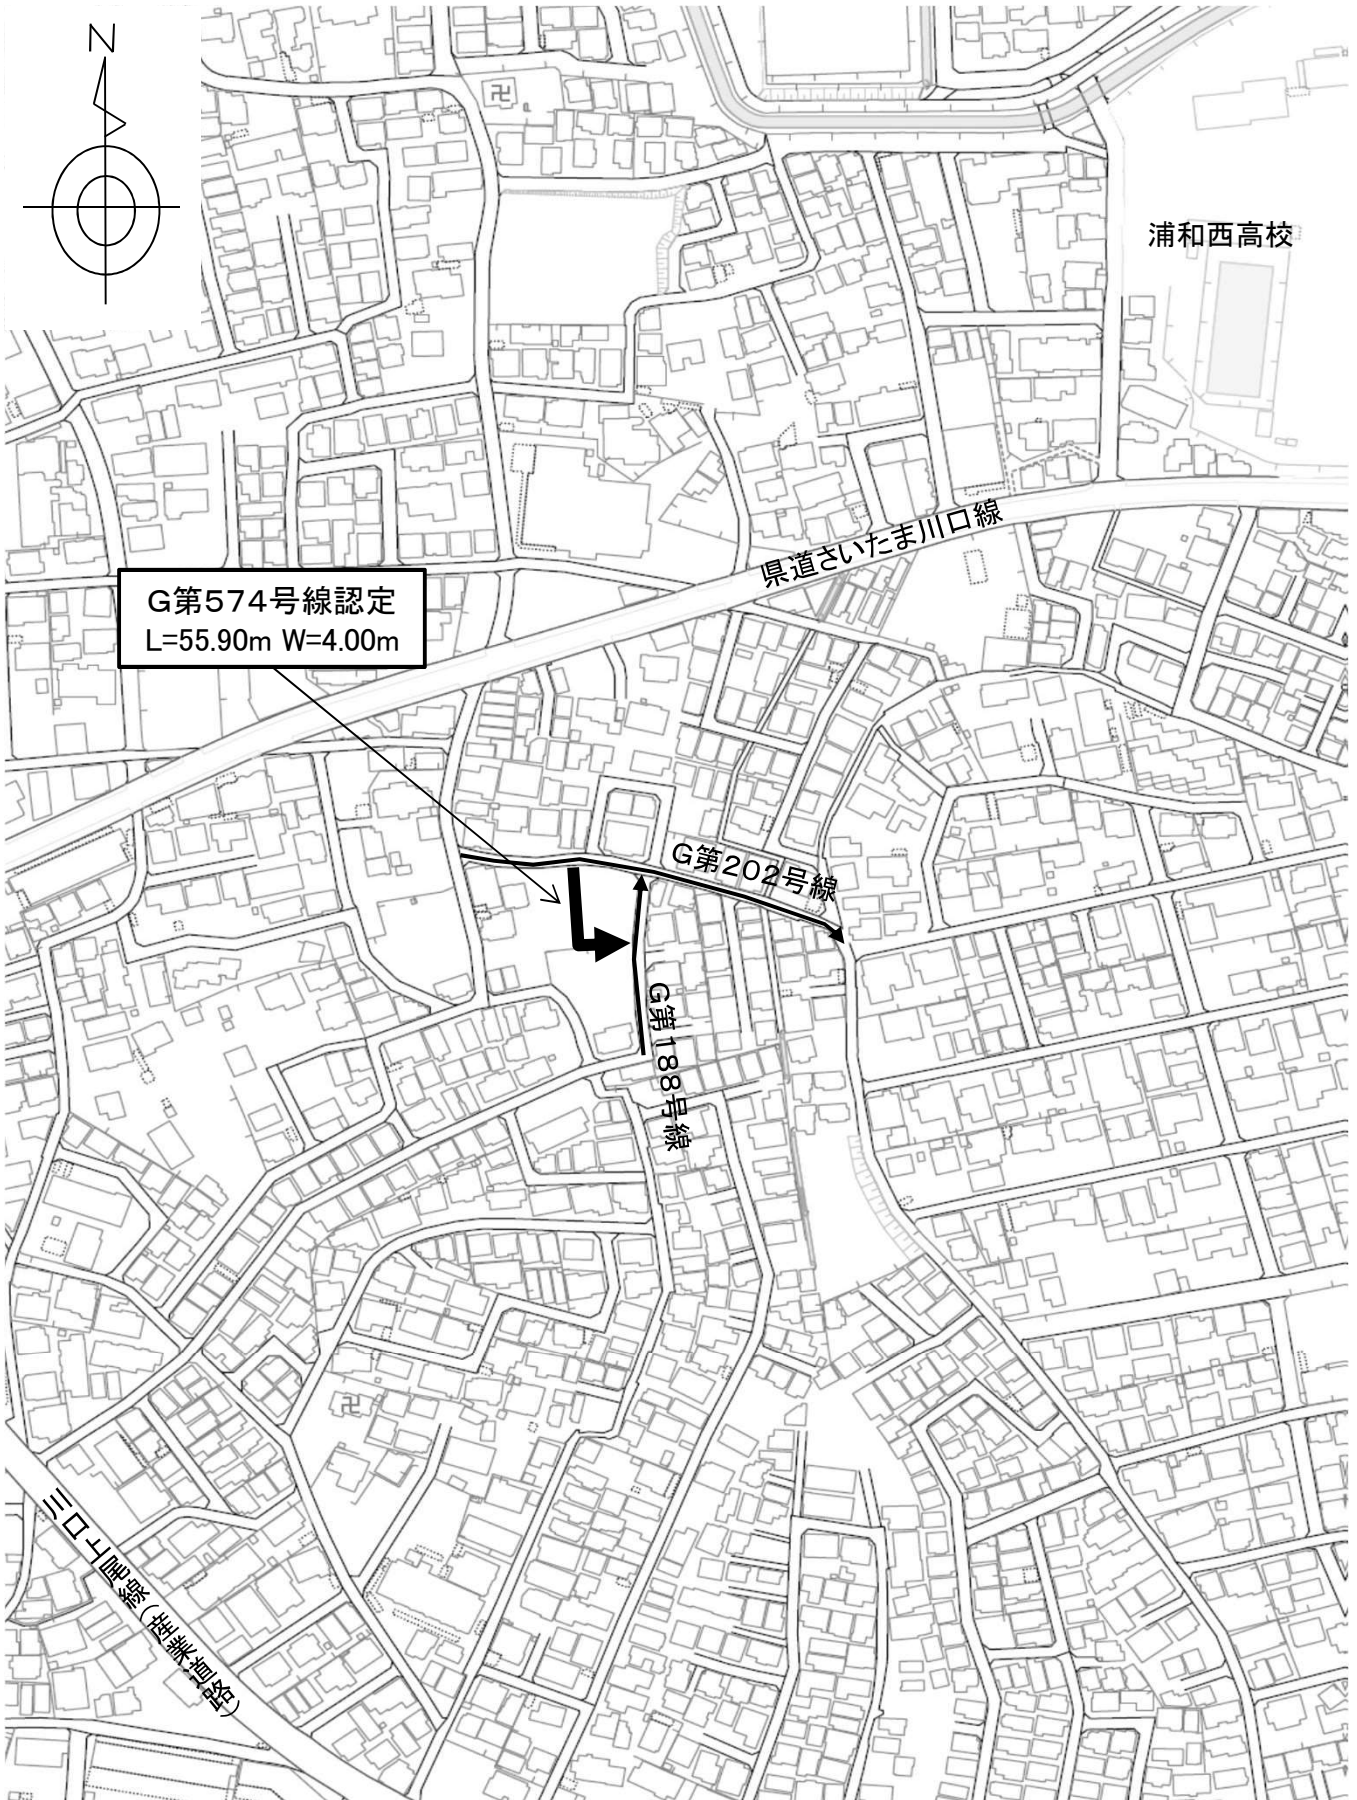 N
浦和西高校
県道さいたま川口線
G第574号線認定
L=55.90m W=4.00m
G第202号線
G第188号線
川口上尾線(産業道路)